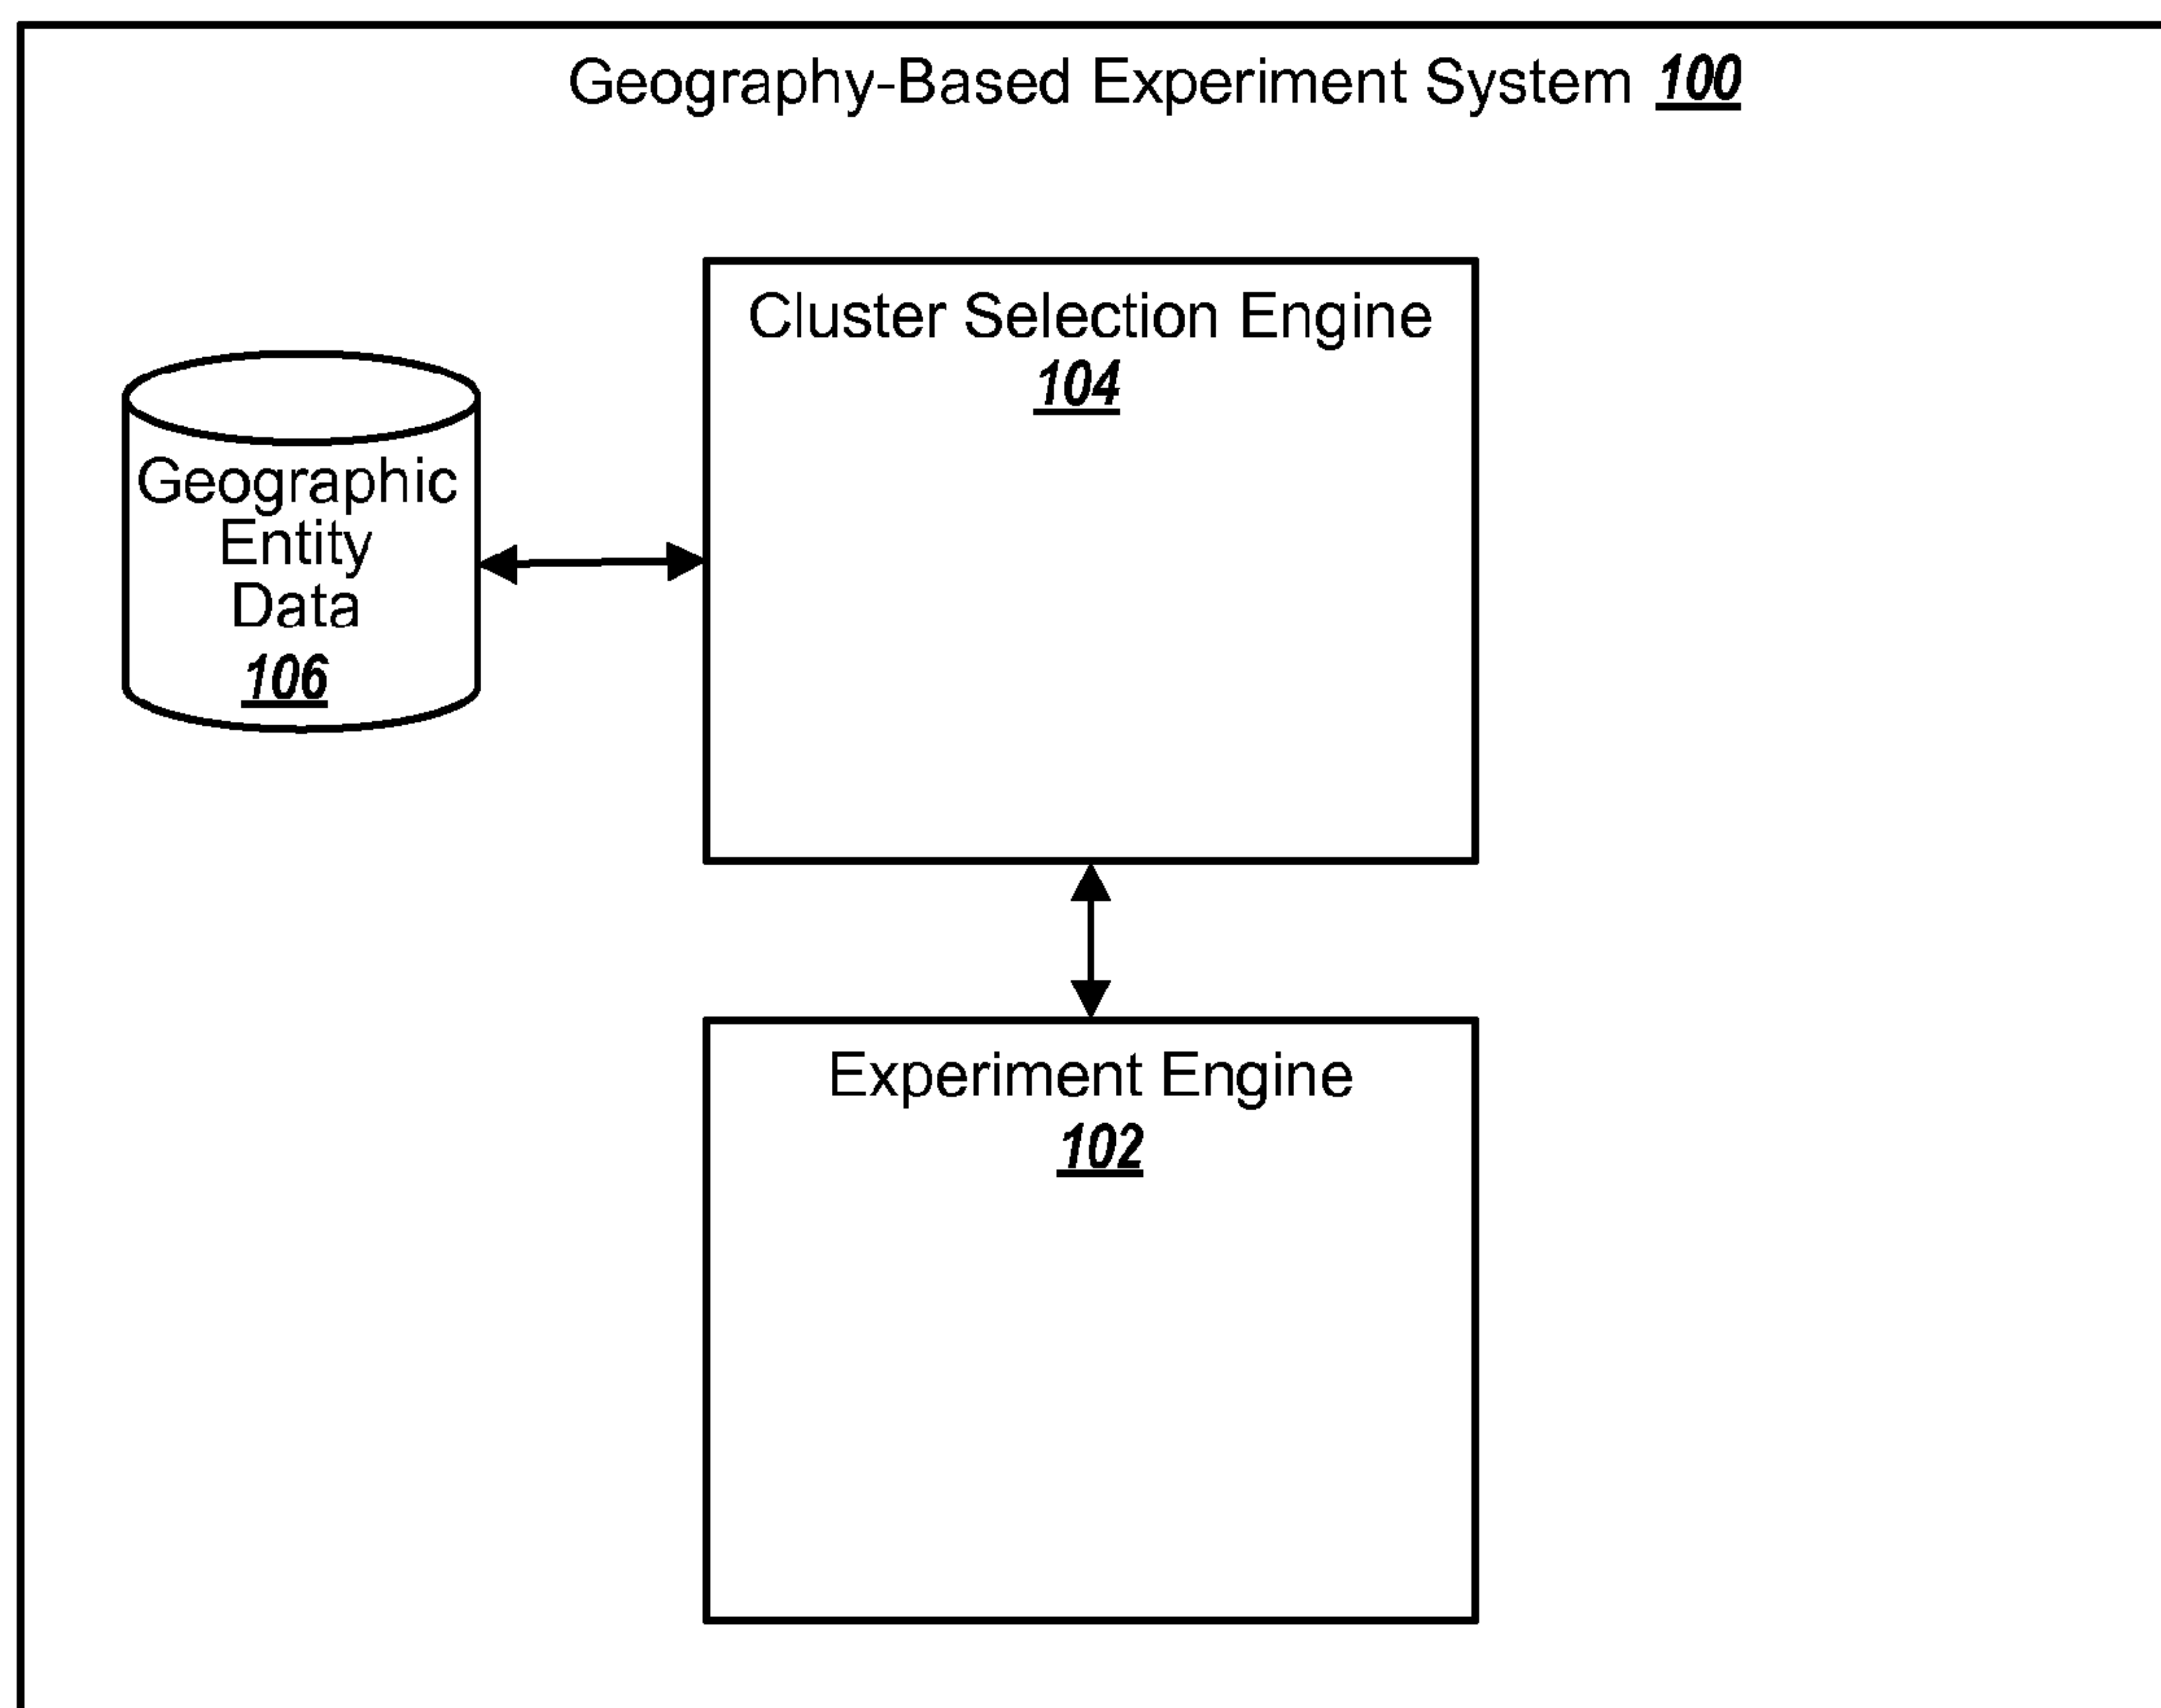 Geography-Based Experiment System 100
Cluster Selection Engine
104
Geographic
Entity
Data
106
Experiment Engine
102